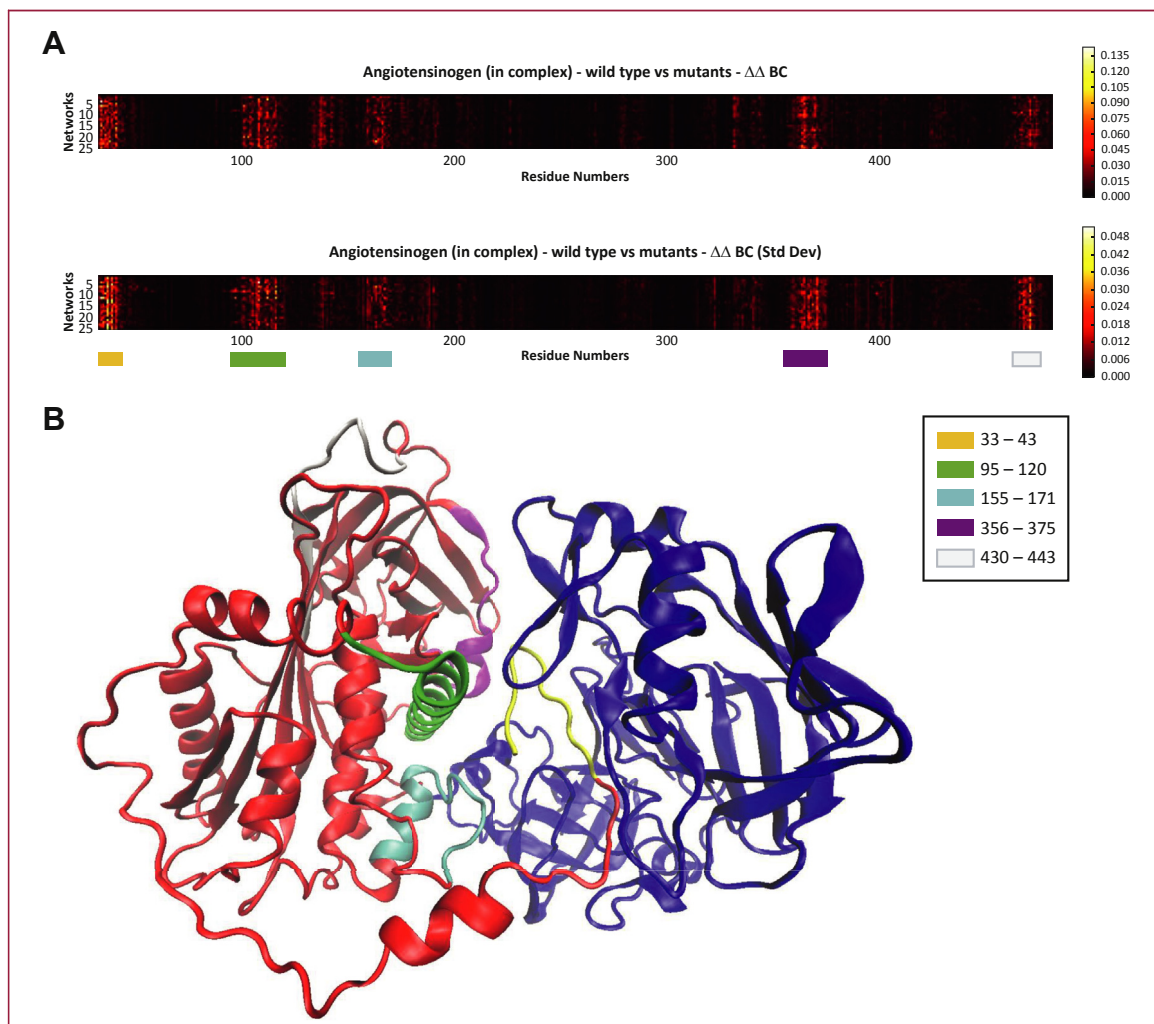 A
Angiotensinogen (in complex) - wild type vs mutants - ΔΔ BC
Networks
5
10
15
20
25
100
200
300
400
Residue Numbers
0.135
0.120
0.105
0.090
0.075
0.060
0.045
0.030
0.015
0.000
Angiotensinogen (in complex) - wild type vs mutants - ΔΔ BC (Std Dev)
Networks
5
10
15
20
25
100
200
300
400
Residue Numbers
0.048
0.042
0.036
0.030
0.024
0.018
0.012
0.006
0.000
B
33 – 43
95 – 120
155 – 171
356 – 375
430 – 443